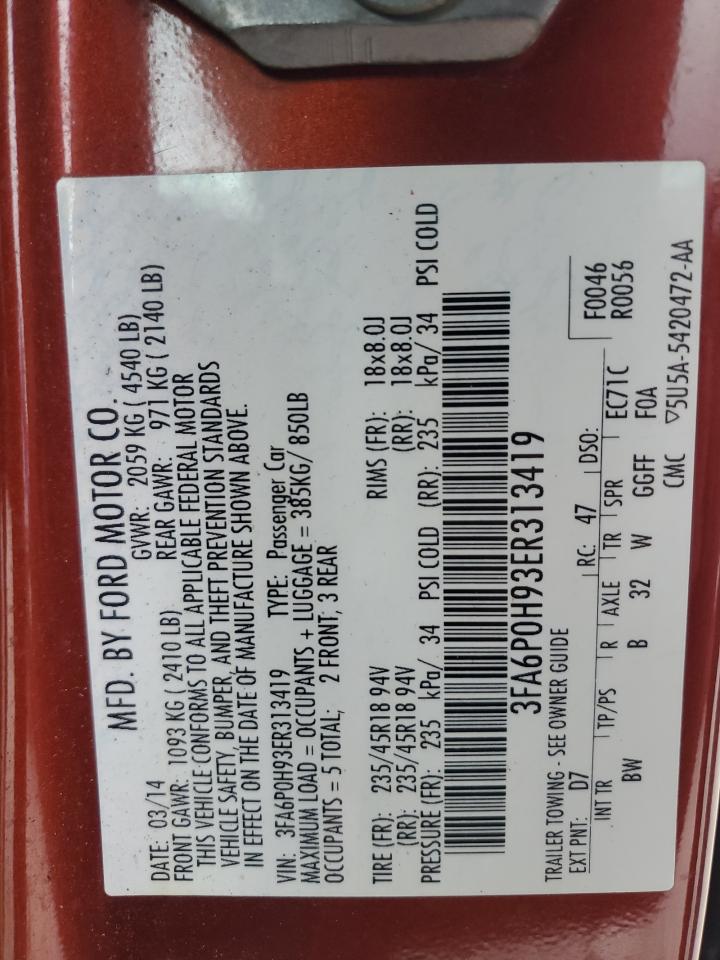 MFD. BY FORD MOTOR CO.
DATE: 03/14 GVWR: 2059 KG ( 4540 LB)
FRONT GAWR: 1093 KG ( 2410 LB) REAR GAWR: 971 KG ( 2140 LB)
THIS VEHICLE CONFORMS TO ALL APPLICABLE FEDERAL MOTOR
VEHICLE SAFETY, BUMPER, AND THEFT PREVENTION STANDARDS
IN EFFECT ON THE DATE OF MANUFACTURE SHOWN ABOVE.
VIN: 3FA6P0H93ER313419 TYPE: Passenger Car
MAXIMUM LOAD = OCCUPANTS + LUGGAGE = 385KG/ 850LB
OCCUPANTS = 5 TOTAL; 2 FRONT, 3 REAR
TIRE (FR): 235/45R18 94V RIMS (FR): 18x8.0J
(RR): 235/45R18 94V (RR): 18x8.0J
PRESSURE (FR): 235 kPa/ 34 PSI COLD (RR): 235 kPa/ 34 PSI COLD
3FA6P0H93ER313419
TRAILER TOWING - SEE OWNER GUIDE
F0046
R0056
EXT PNT: D7 RC: 47 DSO:
INT TR TP/PS R AXLE TR SPR EC71C
BW B 32 W GGFF F0A
CMC ▽5U5A-5420472-AA